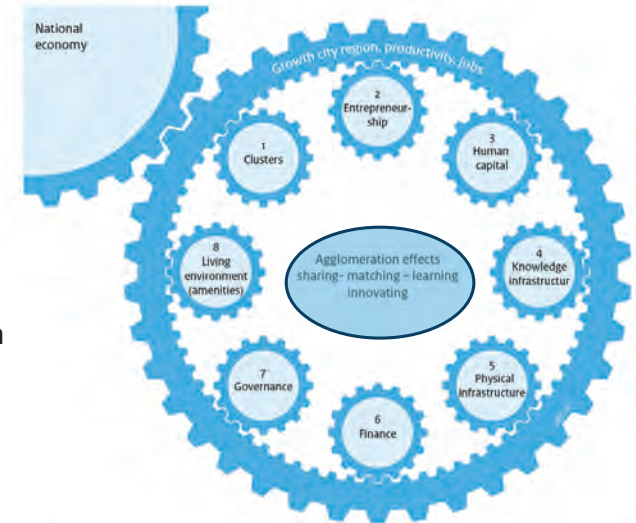 National
economy
Growth city region, productivity, jobs
1
Clusters
2
Entrepreneur-
ship
3
Human
capital
4
Knowledge
infrastructur
5
Physical
infrastructure
6
Finance
7
Governance
8
Living
environment
(amenities)
Agglomeration effects
sharing- matching – learning
innovating